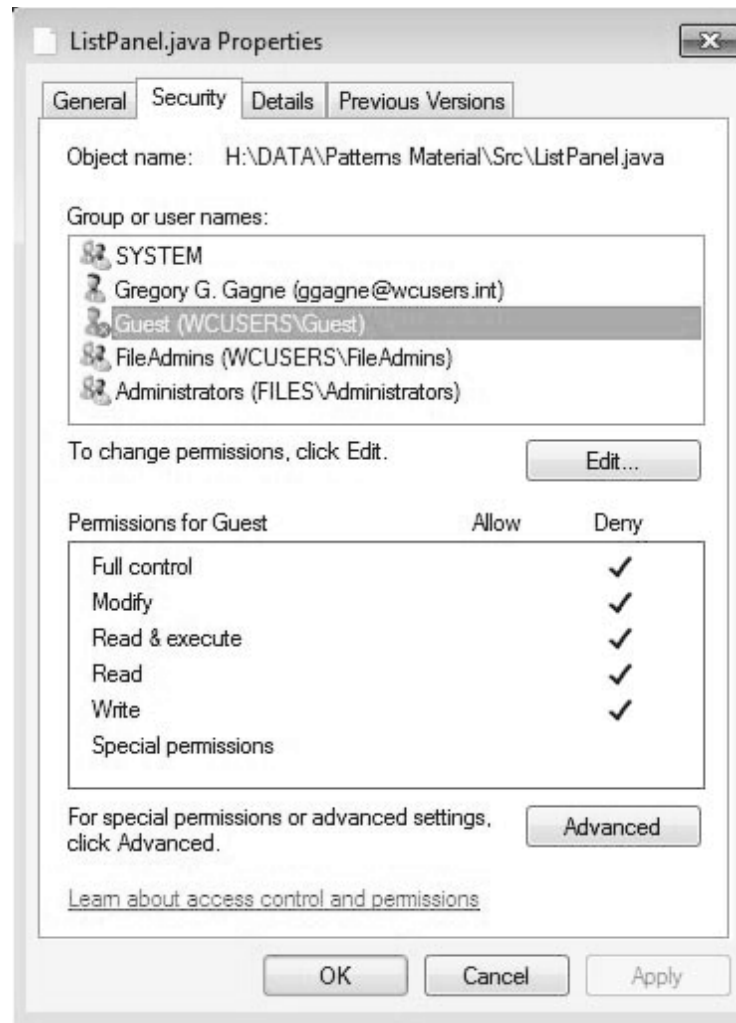 ListPanel.java Properties
General Security Details Previous Versions
Object name: H:\DATA\Patterns Material\Src\ListPanel.java
Group or user names:
SYSTEM
Gregory G. Gagne (ggagne@wcusers.int)
Guest (WCUSERS\Guest)
FileAdmins (WCUSERS\FileAdmins)
Administrators (FILES\Administrators)
To change permissions, click Edit.
Edit...
Permissions for Guest Allow Deny
Full control
Modify
Read & execute
Read
Write
Special permissions
For special permissions or advanced settings,
click Advanced.
Advanced
Learn about access control and permissions
OK Cancel Apply